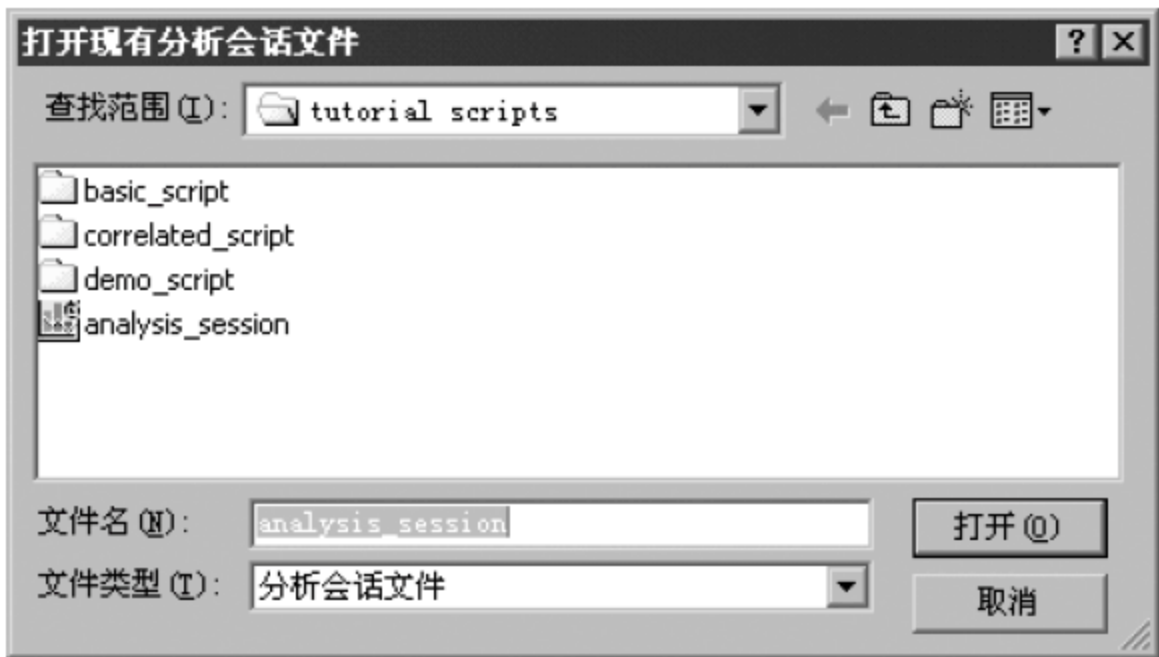 打开现有分析会话文件
查找范围(I): tutorial scripts
basic_script
correlated_script
demo_script
analysis_session
文件名(N): analysis_session 打开(O)
文件类型(T): 分析会话文件
取消